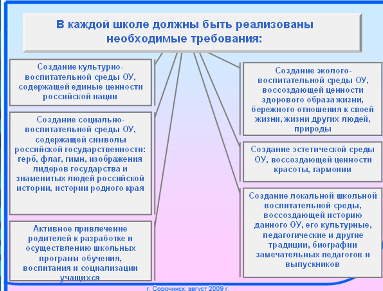 В каждой школе должны быть реализованы
необходимые требования:
Создание культурно-
воспитательной среды ОУ,
содержащей единые ценности
российской нации
Создание социально-
воспитательной среды ОУ,
содержащей символы
российской государственности:
герб, флаг, гимн, изображения
лидеров государства и
знаменитых людей российской
истории, истории родного края
Активное привлечение
родителей к разработке и
осуществлению школьных
программ обучения,
воспитания и социализации
учащихся
Создание эколого-
воспитательной среды ОУ,
воссоздающей ценности
здорового образа жизни,
бережного отношения к своей
жизни, жизни других людей,
природы
Создание эстетической среды
ОУ, воссоздающей ценности
красоты, гармонии
Создание локальной школьной
воспитательной среды,
воссоздающей историю
данного ОУ, его культурные,
педагогические и другие
традиции, биографии
замечательных педагогов и
выпускников
г. Сорочинск август 2009 г.